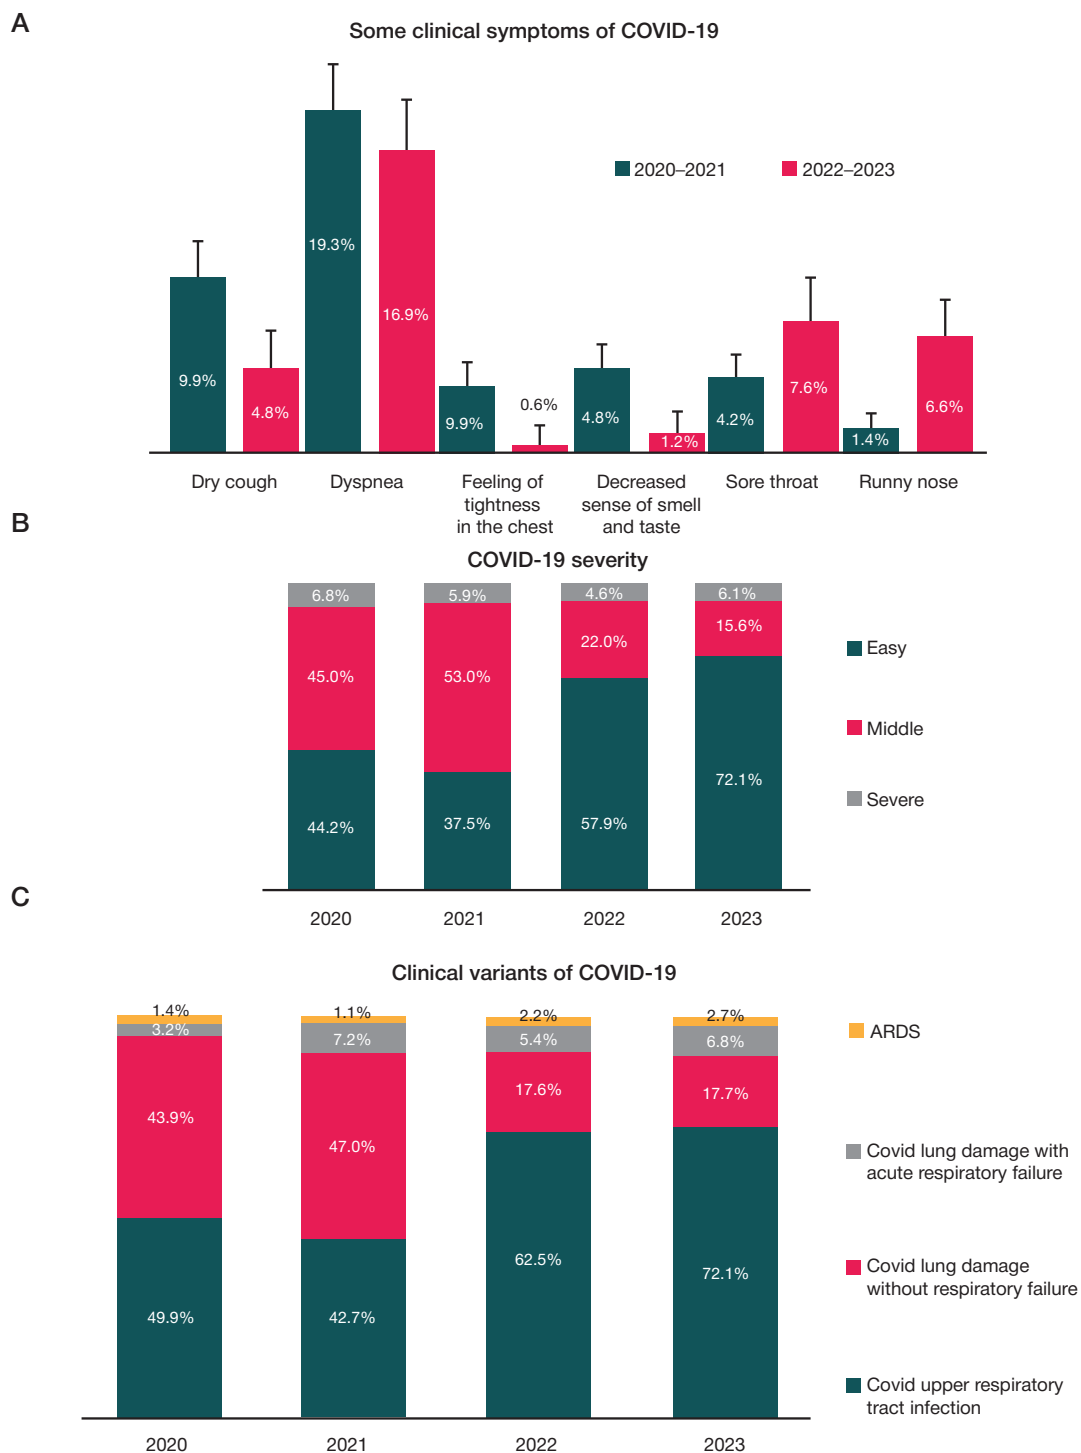 A
Some clinical symptoms of COVID-19
2020–2021
2022–2023
9.9%
4.8%
19.3%
16.9%
9.9%
0.6%
4.8%
1.2%
4.2%
7.6%
1.4%
6.6%
Dry cough
Dyspnea
Feeling of
tightness
in the chest
Decreased
sense of smell
and taste
Sore throat
Runny nose
B
COVID-19 severity
6.8%
5.9%
4.6%
6.1%
45.0%
53.0%
22.0%
15.6%
44.2%
37.5%
57.9%
72.1%
Easy
Middle
Severe
2020
2021
2022
2023
C
Clinical variants of COVID-19
1.4%
1.1%
2.2%
2.7%
3.2%
7.2%
5.4%
6.8%
43.9%
47.0%
17.6%
17.7%
49.9%
42.7%
62.5%
72.1%
ARDS
Covid lung damage with
acute respiratory failure
Covid lung damage
without respiratory failure
Covid upper respiratory
tract infection
2020
2021
2022
2023